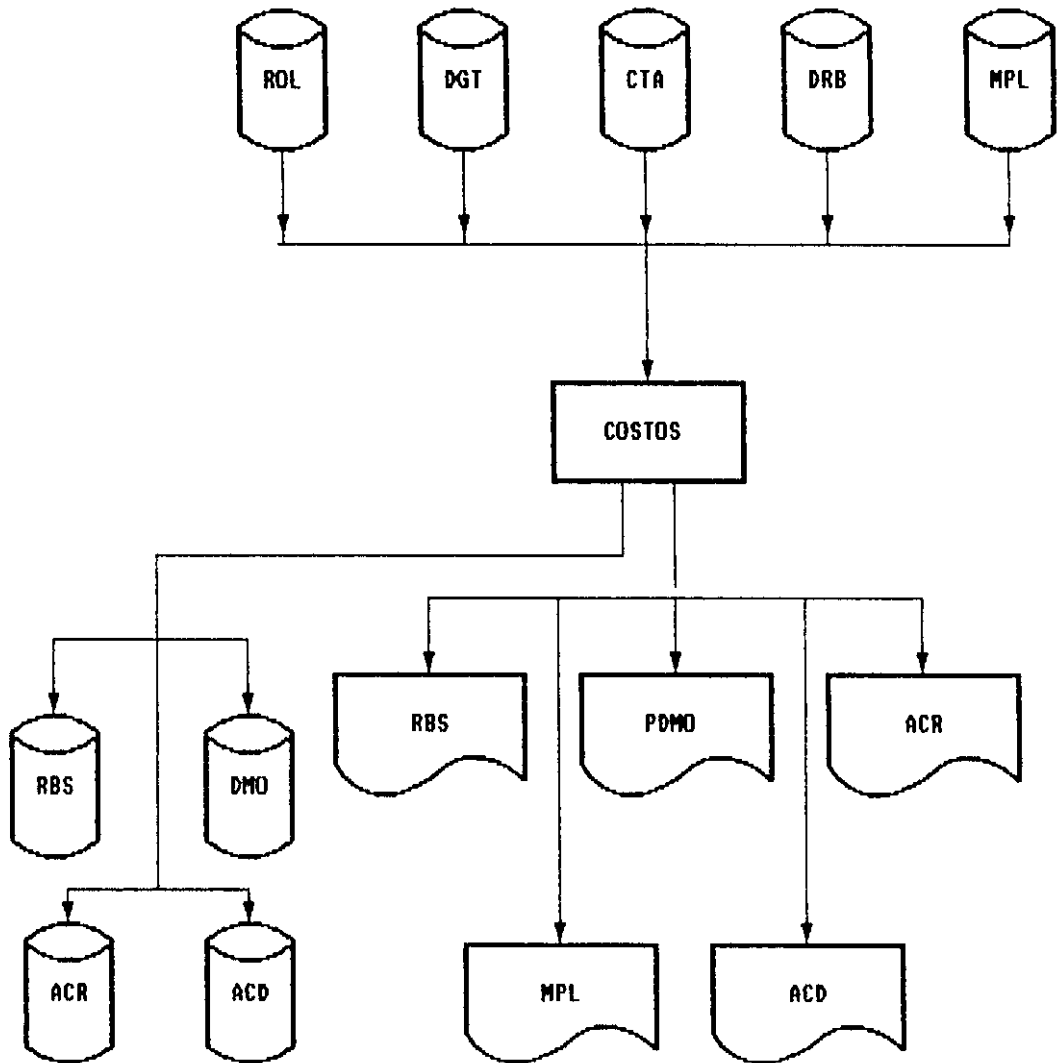 ROL DGT CTA DRB MPL
COSTOS
RBS PDMO ACR
RBS DMO
ACR ACD
MPL ACD